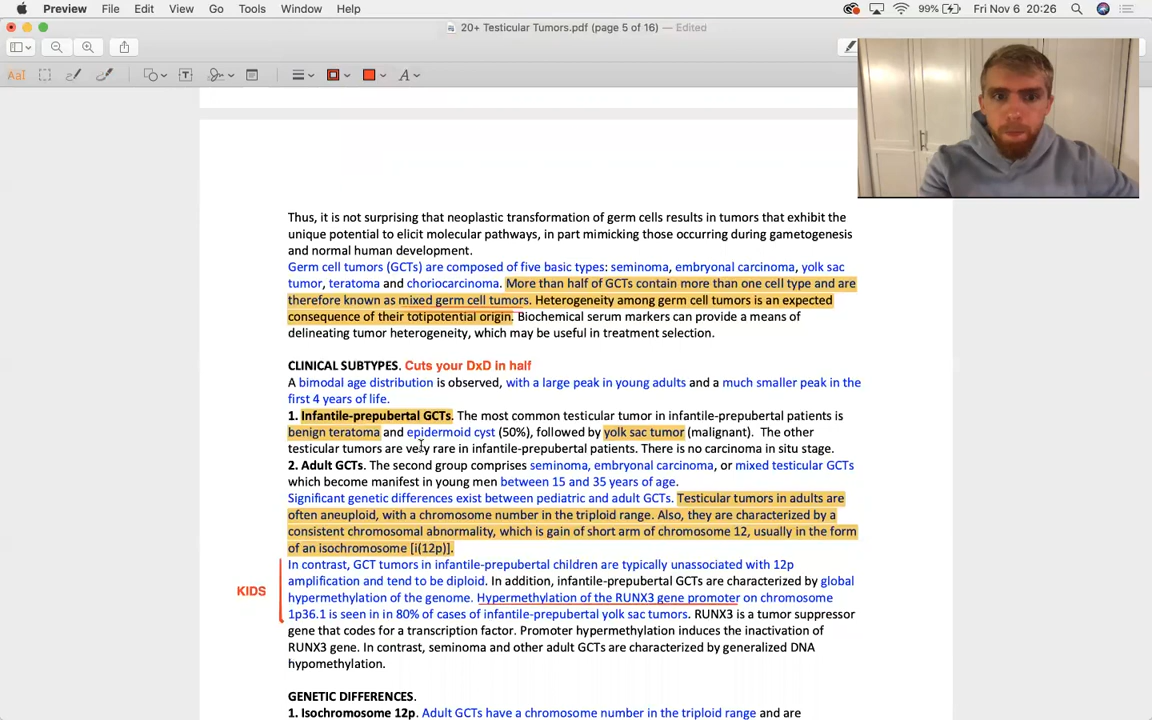 Preview File Edit View Go Tools Window Help 99% Fri Nov 6 20:26
20+ Testicular Tumors.pdf (page 5 of 16) — Edited
AaI T A
Thus, it is not surprising that neoplastic transformation of germ cells results in tumors that exhibit the
unique potential to elicit molecular pathways, in part mimicking those occurring during gametogenesis
and normal human development.
Germ cell tumors (GCTs) are composed of five basic types: seminoma, embryonal carcinoma, yolk sac
tumor, teratoma and choriocarcinoma. More than half of GCTs contain more than one cell type and are
therefore known as mixed germ cell tumors. Heterogeneity among germ cell tumors is an expected
consequence of their totipotential origin. Biochemical serum markers can provide a means of
delineating tumor heterogeneity, which may be useful in treatment selection.
CLINICAL SUBTYPES. Cuts your DxD in half
A bimodal age distribution is observed, with a large peak in young adults and a much smaller peak in the
first 4 years of life.
1. Infantile-prepubertal GCTs. The most common testicular tumor in infantile-prepubertal patients is
benign teratoma and epidermoid cyst (50%), followed by yolk sac tumor (malignant). The other
testicular tumors are very rare in infantile-prepubertal patients. There is no carcinoma in situ stage.
2. Adult GCTs. The second group comprises seminoma, embryonal carcinoma, or mixed testicular GCTs
which become manifest in young men between 15 and 35 years of age.
Significant genetic differences exist between pediatric and adult GCTs. Testicular tumors in adults are
often aneuploid, with a chromosome number in the triploid range. Also, they are characterized by a
consistent chromosomal abnormality, which is gain of short arm of chromosome 12, usually in the form
of an isochromosome [i(12p)].
In contrast, GCT tumors in infantile-prepubertal children are typically unassociated with 12p
amplification and tend to be diploid. In addition, infantile-prepubertal GCTs are characterized by global
KIDS
hypermethylation of the genome. Hypermethylation of the RUNX3 gene promoter on chromosome
1p36.1 is seen in in 80% of cases of infantile-prepubertal yolk sac tumors. RUNX3 is a tumor suppressor
gene that codes for a transcription factor. Promoter hypermethylation induces the inactivation of
RUNX3 gene. In contrast, seminoma and other adult GCTs are characterized by generalized DNA
hypomethylation.
GENETIC DIFFERENCES.
1. Isochromosome 12p. Adult GCTs have a chromosome number in the triploid range and are